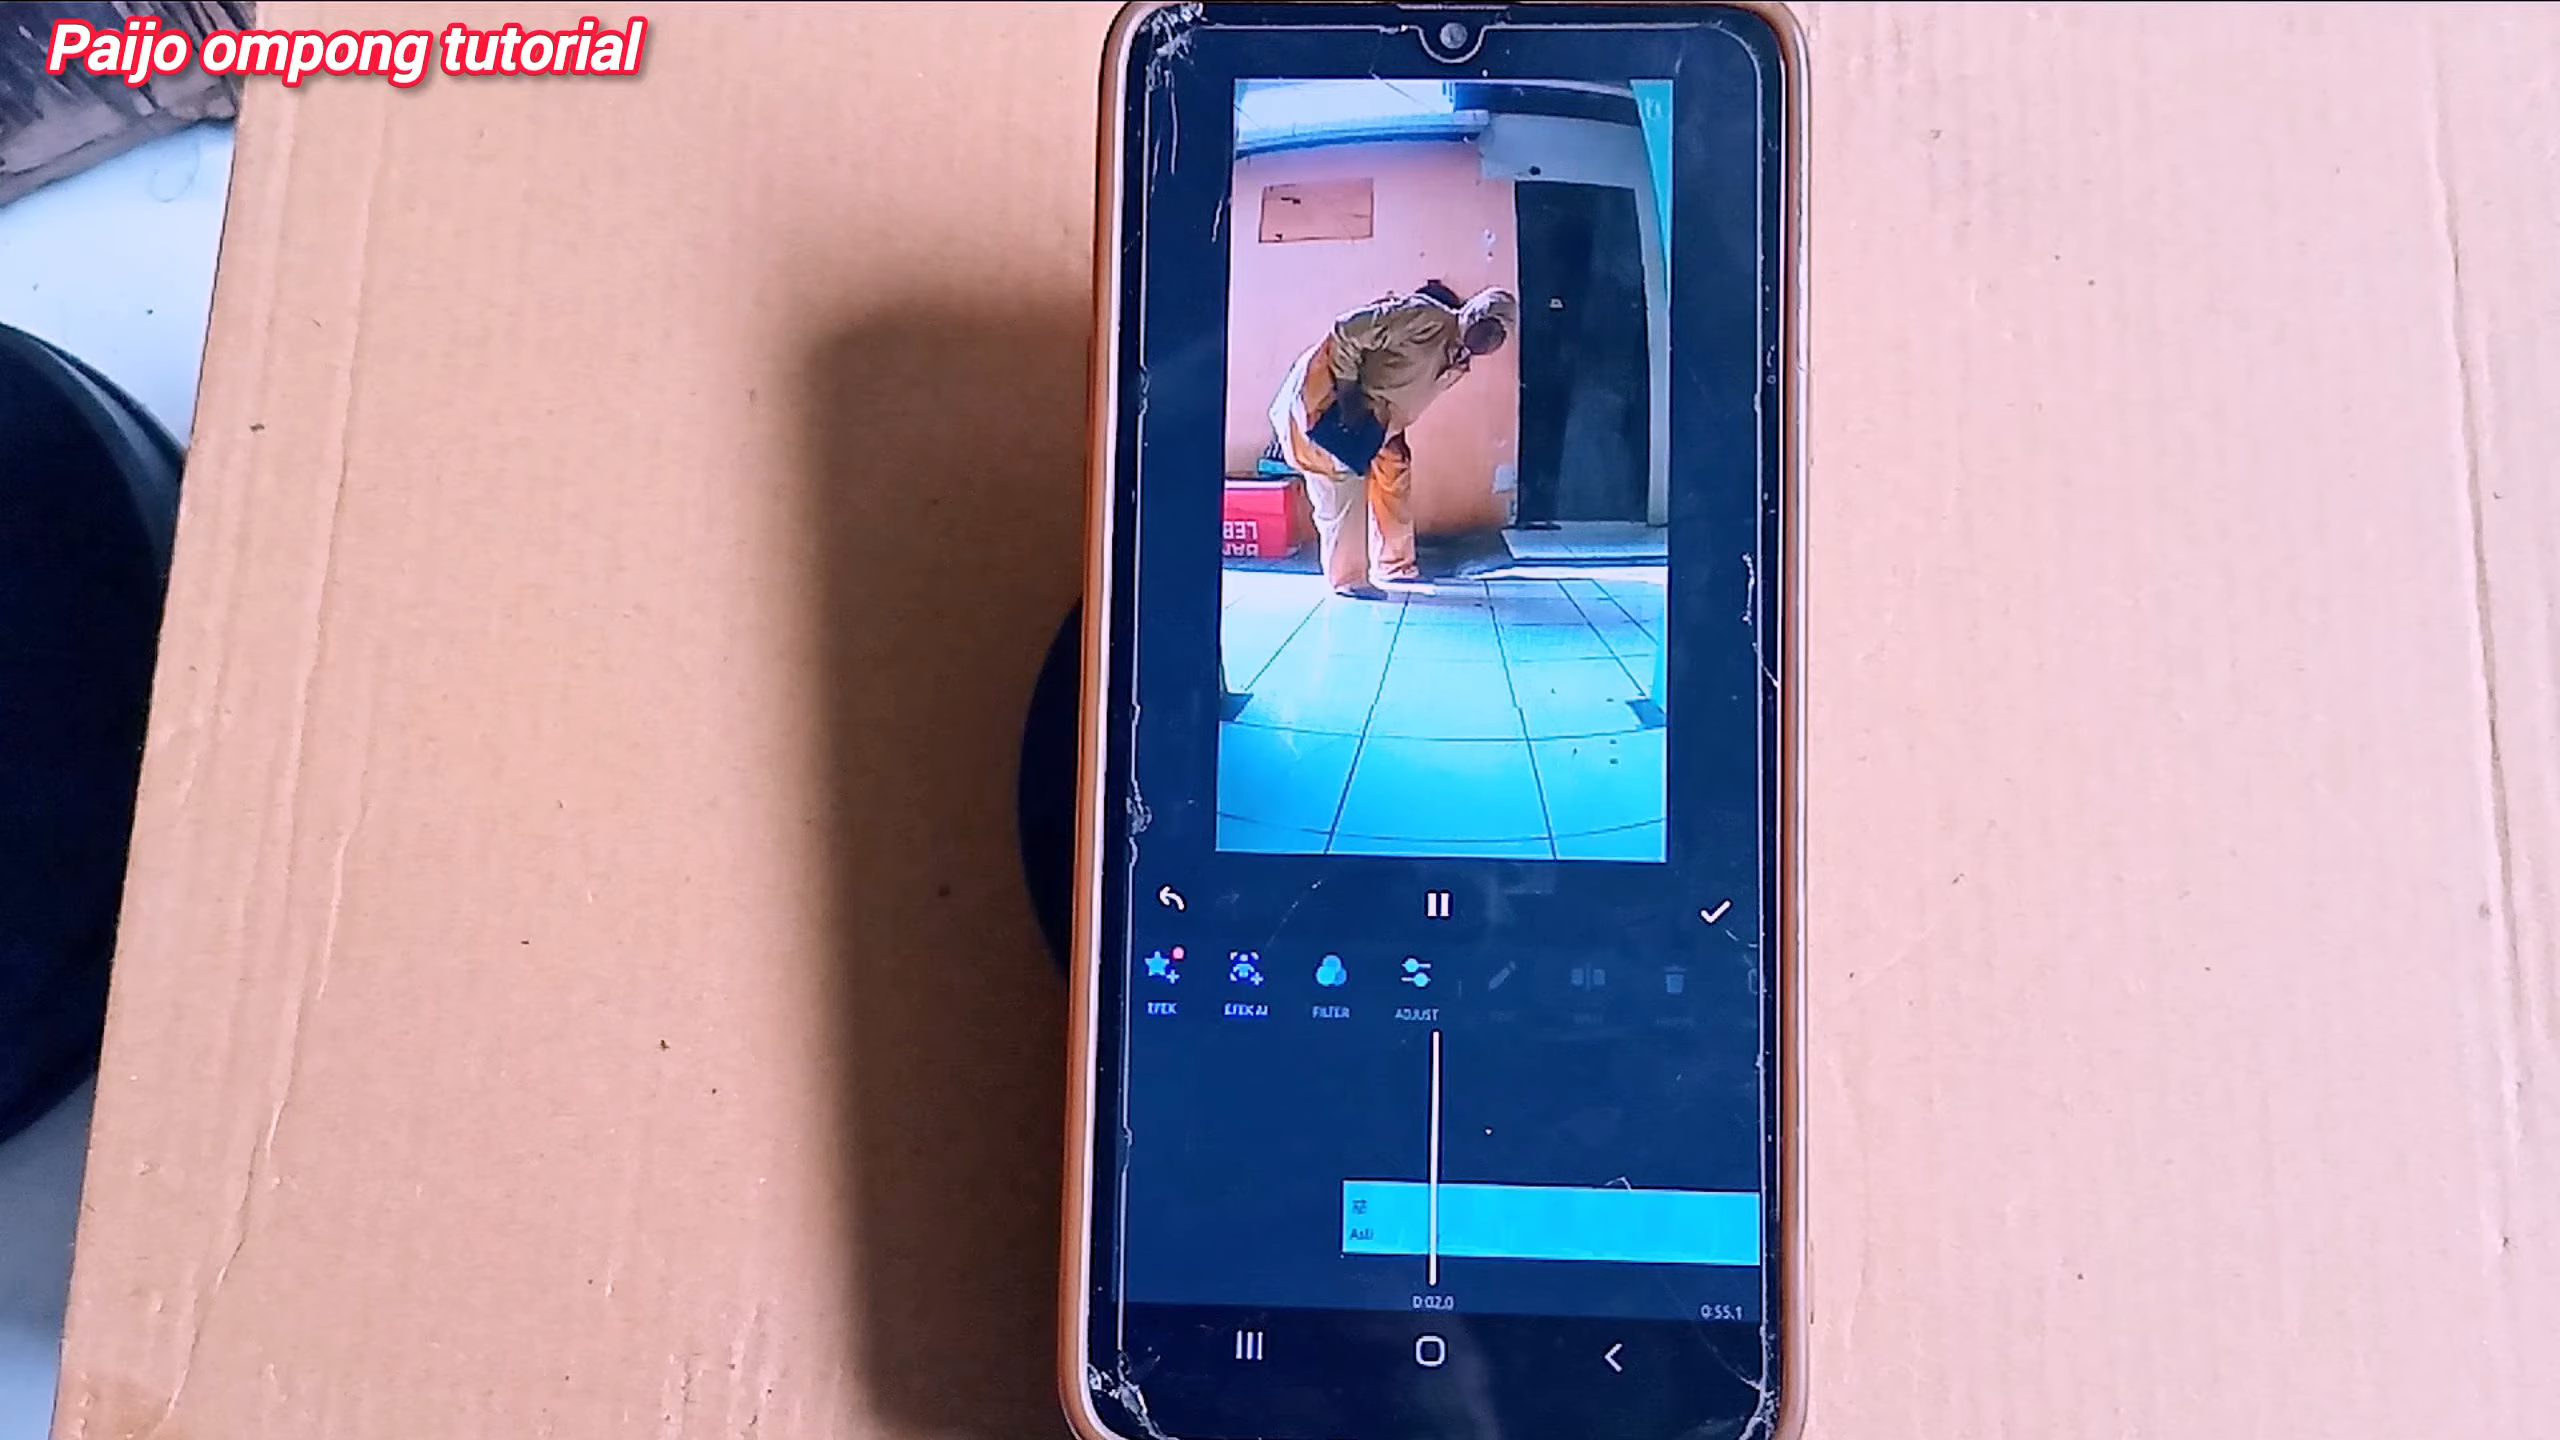 Paijo ompong tutorial
EFEK
EFEK AI
FILTER
ADJUST
Asli
0:02.0
0:55.1